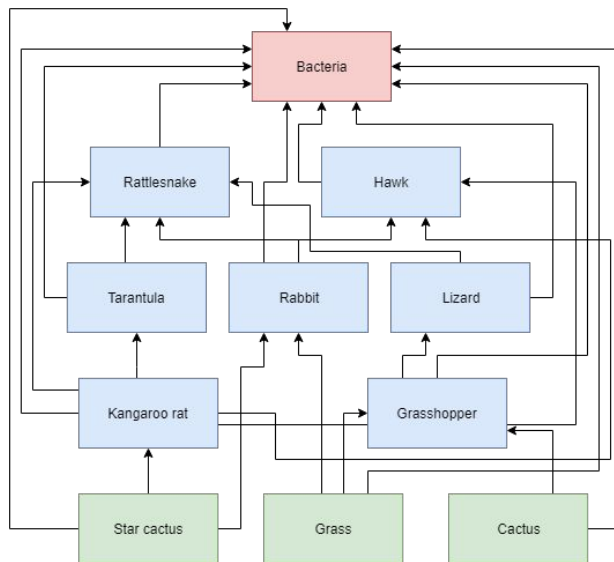 Bacteria
Rattlesnake
Hawk
Tarantula
Rabbit
Lizard
Kangaroo rat
Grasshopper
Star cactus
Grass
Cactus